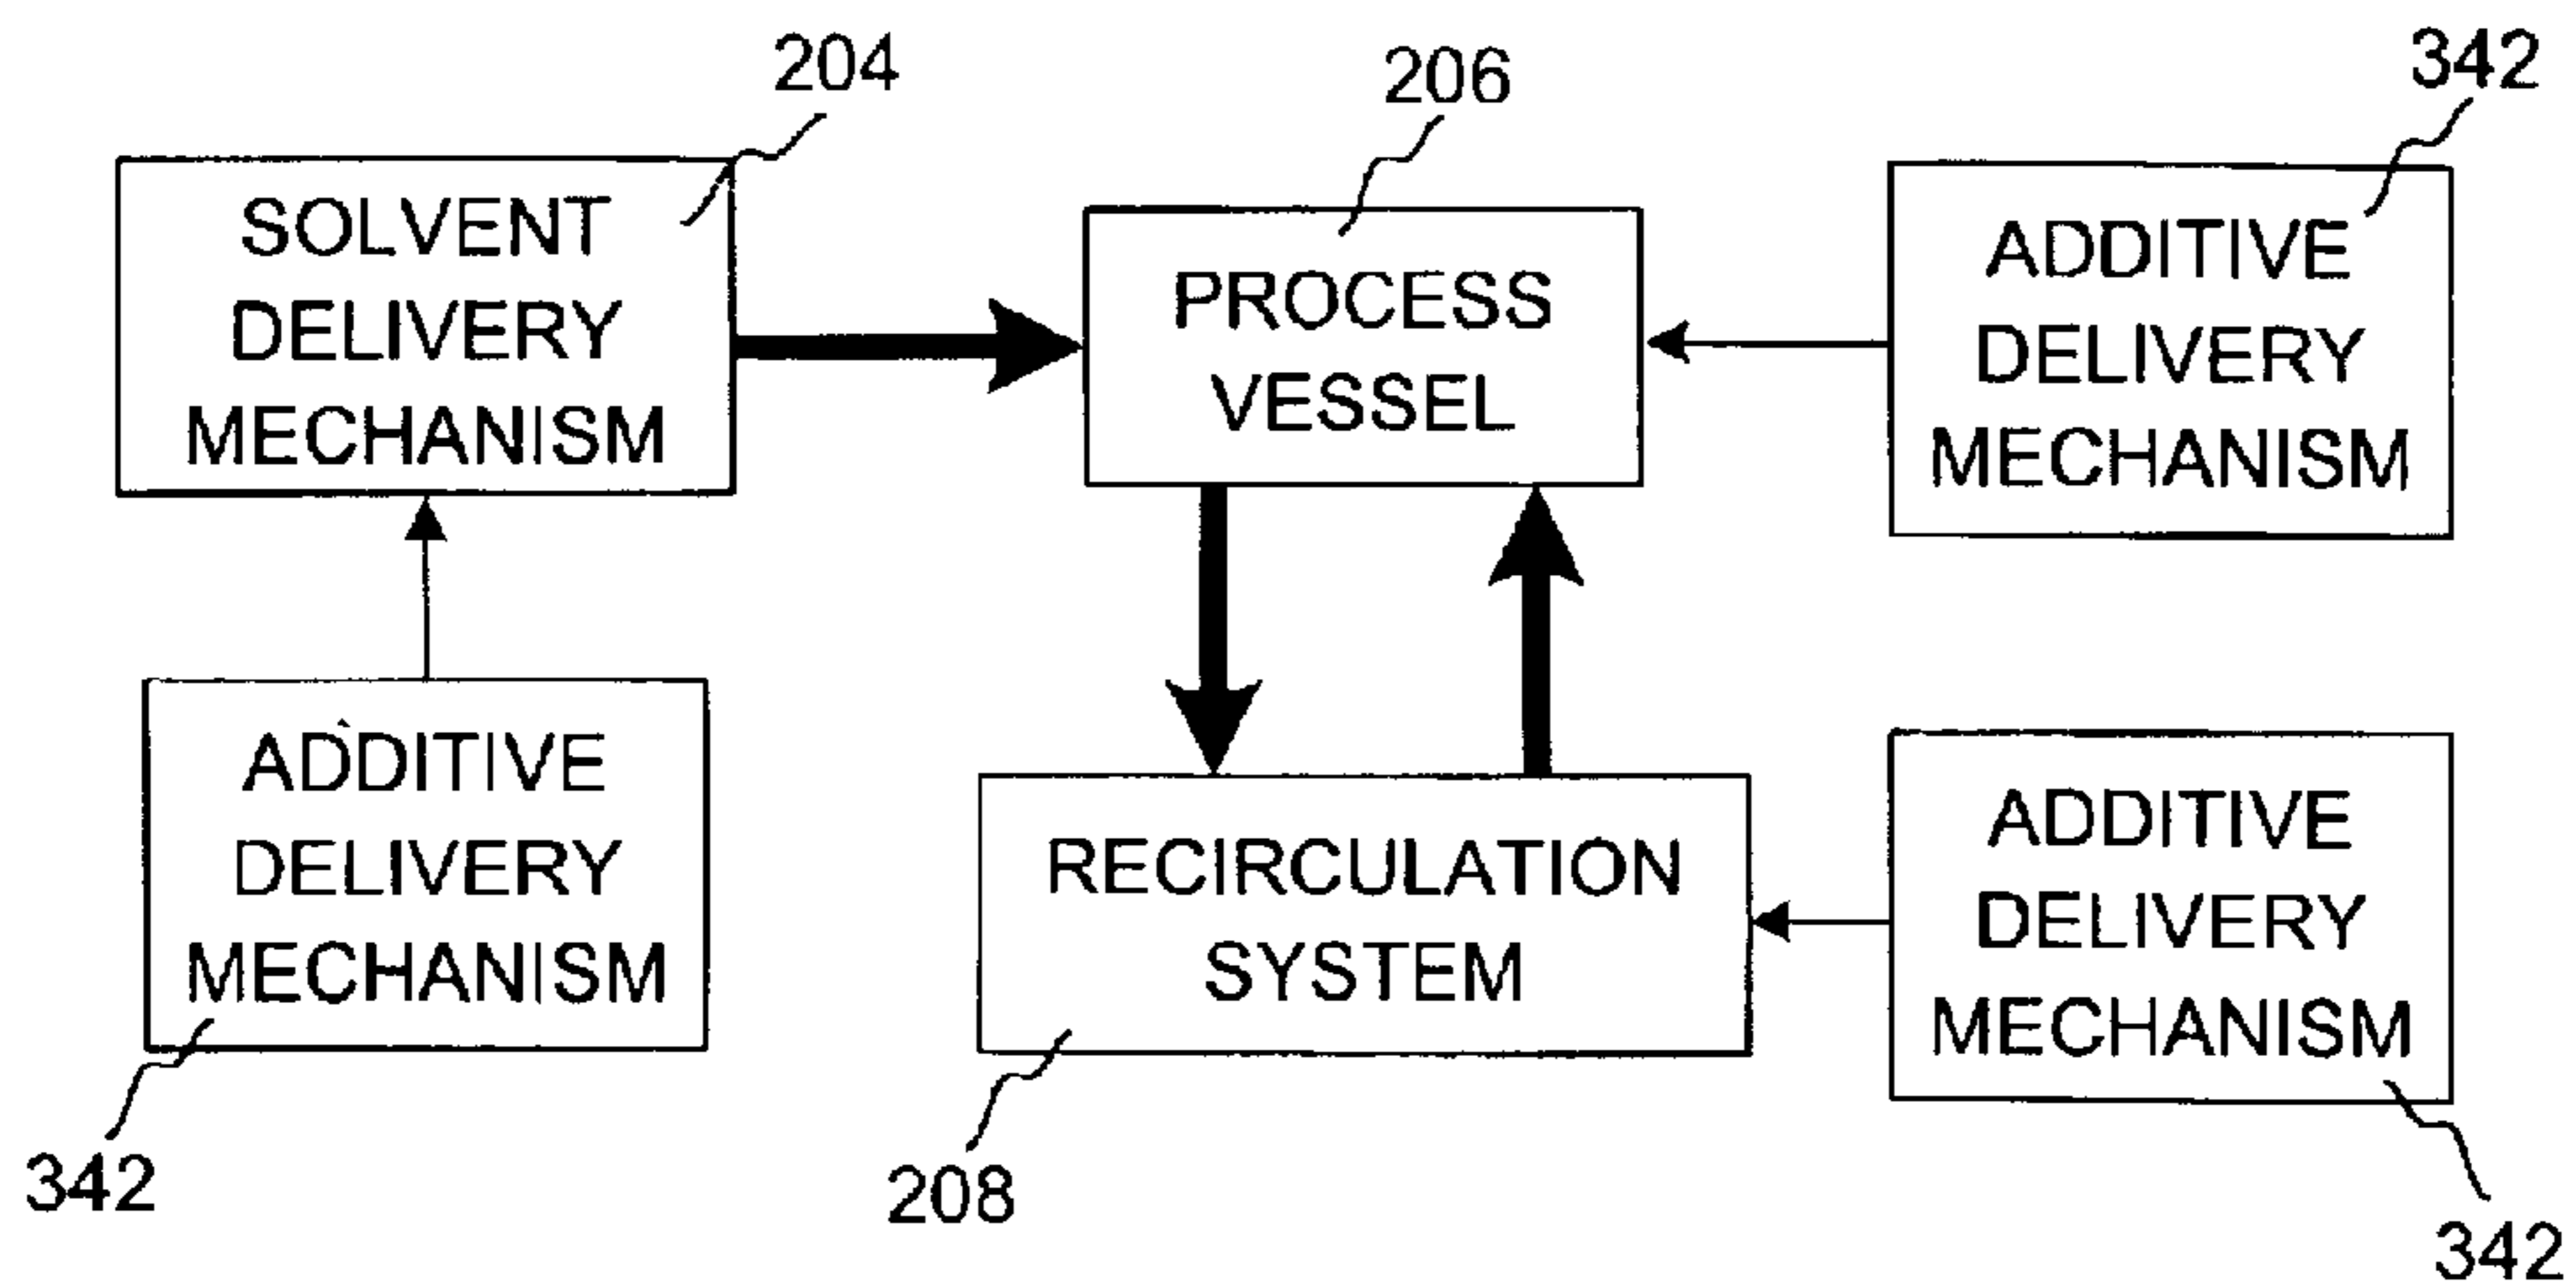 204
206
342
SOLVENT
DELIVERY
MECHANISM
PROCESS
VESSEL
ADDITIVE
DELIVERY
MECHANISM
ADDITIVE
DELIVERY
MECHANISM
RECIRCULATION
SYSTEM
ADDITIVE
DELIVERY
MECHANISM
342
208
342